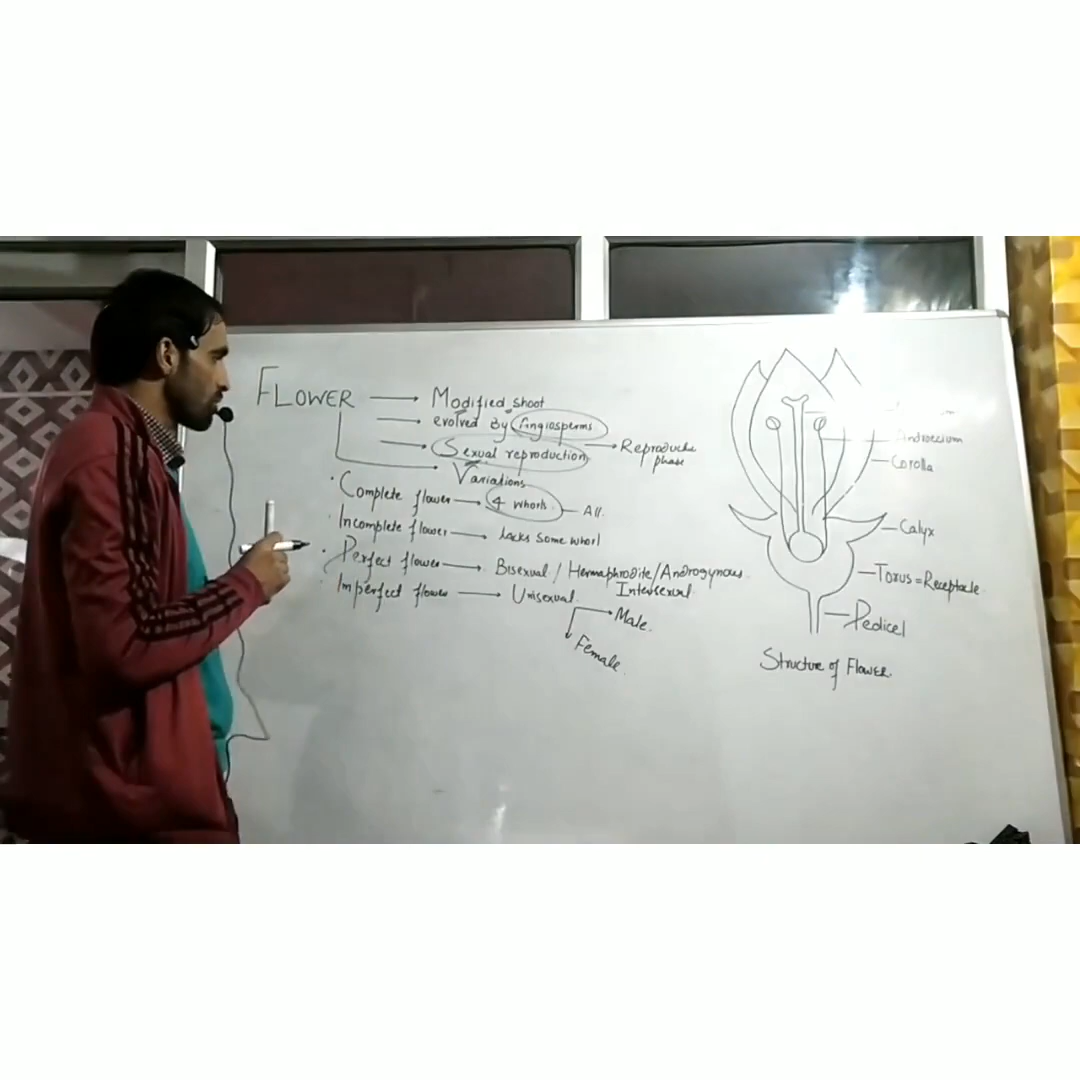 FLOWER → Modified shoot
→ evolved By Angiosperms
→ Sexual reproduction → Reproductive phase
→ Variations
· Complete flower → 4 whorls — All
· Incomplete flower → lacks some whorl
· Perfect flower → Bisexual / Hermaphrodite / Androgynous
Intersexual
· Imperfect flower → Unisexual
→ Male.
Female.
Androecium
Corolla
Calyx
Torus = Receptacle
Pedicel
Structure of Flower.